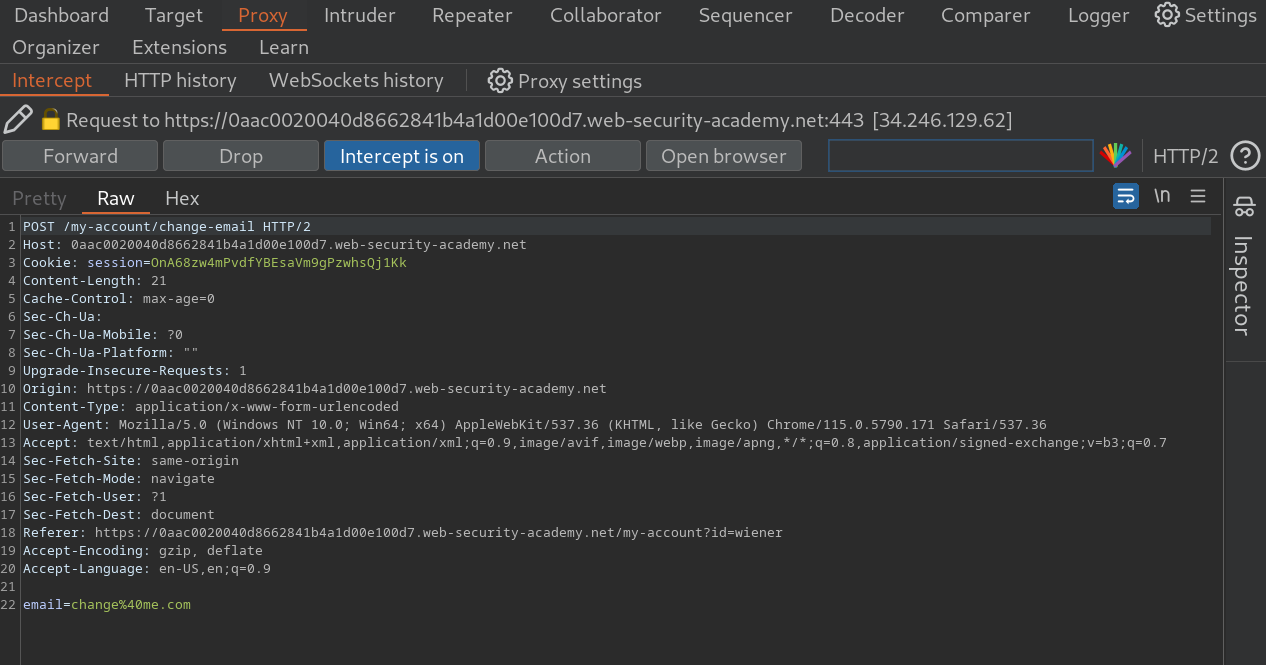 Dashboard Target Proxy Intruder Repeater Collaborator Sequencer Decoder Comparer Logger Settings
Organizer Extensions Learn
Intercept HTTP history WebSockets history Proxy settings
Request to https://0aac0020040d8662841b4a1d00e100d7.web-security-academy.net:443 [34.246.129.62]
Forward Drop Intercept is on Action Open browser HTTP/2 ?
Pretty Raw Hex \n
Inspector
1 POST /my-account/change-email HTTP/2
2 Host: 0aac0020040d8662841b4a1d00e100d7.web-security-academy.net
3 Cookie: session=OnA68zw4mPvdfYBEsaVm9gPzwhsQj1Kk
4 Content-Length: 21
5 Cache-Control: max-age=0
6 Sec-Ch-Ua:
7 Sec-Ch-Ua-Mobile: ?0
8 Sec-Ch-Ua-Platform: ""
9 Upgrade-Insecure-Requests: 1
10 Origin: https://0aac0020040d8662841b4a1d00e100d7.web-security-academy.net
11 Content-Type: application/x-www-form-urlencoded
12 User-Agent: Mozilla/5.0 (Windows NT 10.0; Win64; x64) AppleWebKit/537.36 (KHTML, like Gecko) Chrome/115.0.5790.171 Safari/537.36
13 Accept: text/html,application/xhtml+xml,application/xml;q=0.9,image/avif,image/webp,image/apng,*/*;q=0.8,application/signed-exchange;v=b3;q=0.7
14 Sec-Fetch-Site: same-origin
15 Sec-Fetch-Mode: navigate
16 Sec-Fetch-User: ?1
17 Sec-Fetch-Dest: document
18 Referer: https://0aac0020040d8662841b4a1d00e100d7.web-security-academy.net/my-account?id=wiener
19 Accept-Encoding: gzip, deflate
20 Accept-Language: en-US,en;q=0.9
21
22 email=change%40me.com